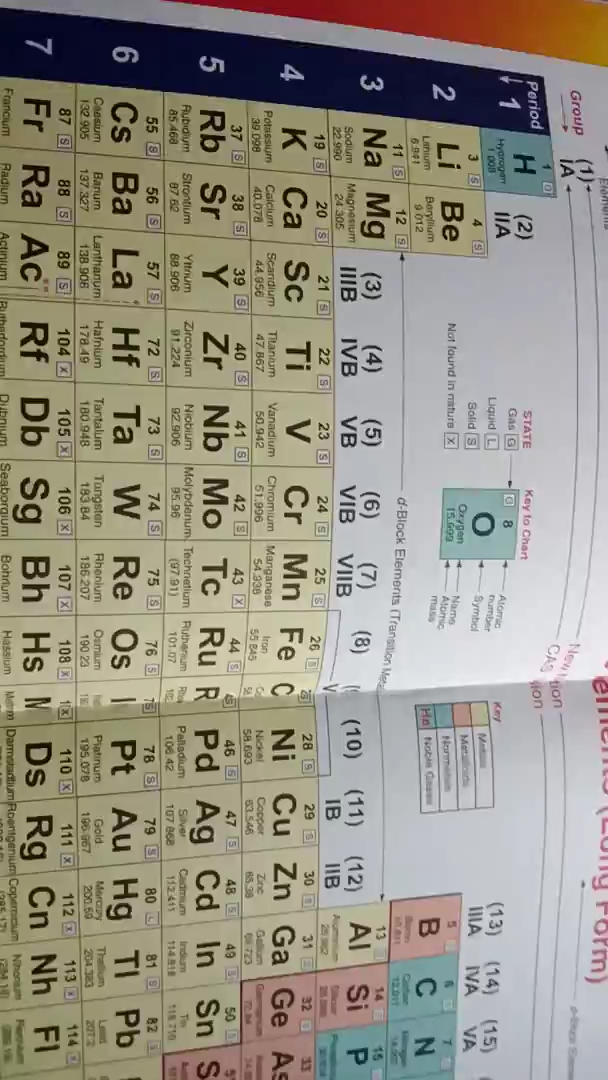 Group
(1)
IA
(2)
IIA
(3)
IIIB
(4)
IVB
(5)
VB
(6)
VIB
(7)
VIIB
(8)
(10)
(11)
IB
(12)
IIB
(13)
IIIA
(14)
IVA
(15)
VA
Long Form)
Period
1
2
3
4
5
6
7
STATE
Gas G
Liquid L
Solid S
Not found in nature X
Key to Chart
8 G
O
Oxygen
15.999
Atomic number
Symbol
Name
Atomic mass
Key
Metals
Metalloids
Nonmetals
He Noble Gases
d-Block Elements (Transition
1 G
H
Hydrogen
1.008
3 S
Li
Lithium
6.941
4 S
Be
Beryllium
9.012
5
B
Boron
6
C
Carbon
7
N
11 S
Na
Sodium
22.990
12 S
Mg
Magnesium
24.305
13
Al
Aluminium
14
Si
15
P
19 S
K
Potassium
39.098
20 S
Ca
Calcium
40.078
21 S
Sc
Scandium
44.956
22 S
Ti
Titanium
47.867
23 S
V
Vanadium
50.942
24 S
Cr
Chromium
51.996
25 S
Mn
Manganese
54.938
26 S
Fe
Iron
55.845
28 S
Ni
Nickel
58.693
29 S
Cu
Copper
63.546
30 S
Zn
Zinc
65.38
31
Ga
Gallium
69.723
32
Ge
Germanium
33
As
37 S
Rb
Rubidium
85.468
38 S
Sr
Strontium
87.62
39 S
Y
Yttrium
88.906
40 S
Zr
Zirconium
91.224
41 S
Nb
Niobium
92.906
42 S
Mo
Molybdenum
95.96
43 X
Tc
Technetium
(97.91)
44 S
Ru
Ruthenium
101.07
46 S
Pd
Palladium
106.42
47 S
Ag
Silver
107.868
48 S
Cd
Cadmium
112.411
49 S
In
Indium
114.818
50 S
Sn
Tin
118.710
55 S
Cs
Caesium
132.905
56 S
Ba
Barium
137.327
57 S
La
Lanthanum
138.906
72 S
Hf
Hafnium
178.49
73 S
Ta
Tantalum
180.948
74 S
W
Tungsten
183.84
75 S
Re
Rhenium
186.207
76 S
Os
Osmium
190.23
78 S
Pt
Platinum
195.078
79 S
Au
Gold
196.967
80 L
Hg
Mercury
200.59
81 S
Tl
Thallium
204.383
82 S
Pb
Lead
207.2
87 S
Fr
Francium
88 S
Ra
Radium
89 S
Ac**
Actinium
104 X
Rf
Rutherfordium
105 X
Db
Dubnium
106 X
Sg
Seaborgium
107 X
Bh
Bohrium
108 X
Hs
Hassium
110 X
Ds
Darmstadtium
111 X
Rg
Roentgenium
112 X
Cn
Copernicium
113 X
Nh
Nihonium
114 X
Fl
Flerovium